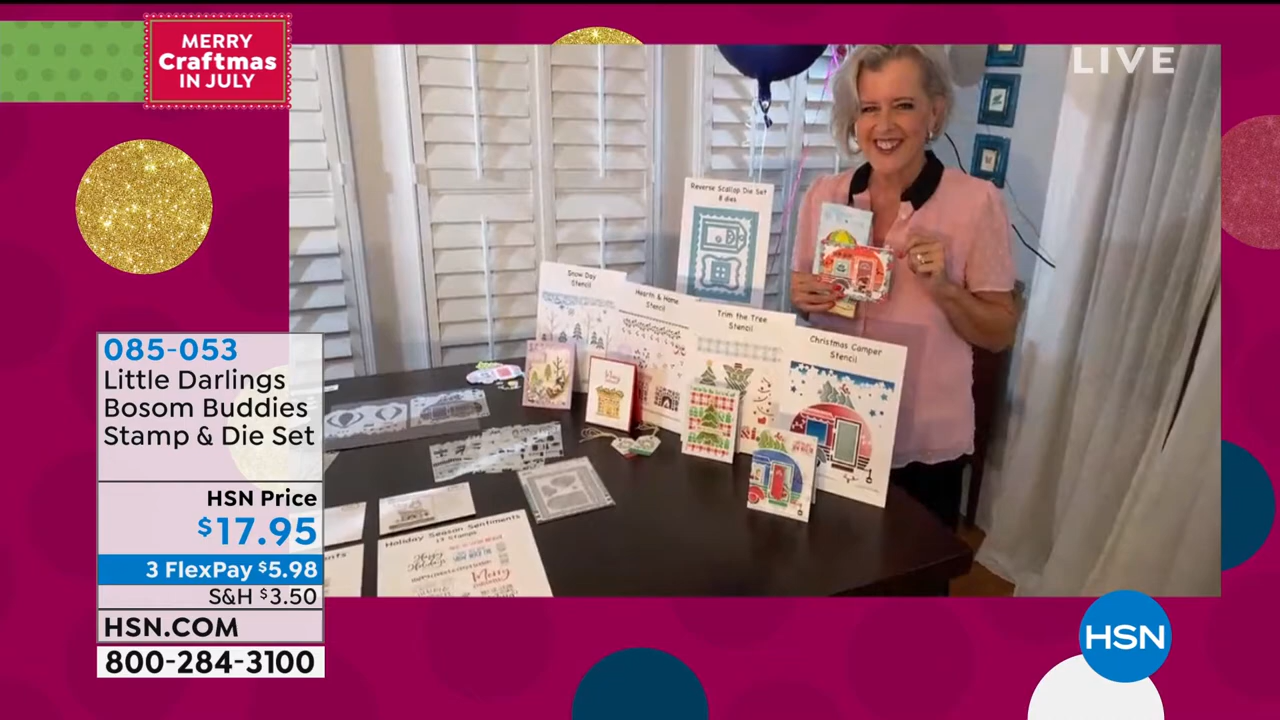 MERRY
Craftmas
IN JULY
LIVE
Reverse Scallop Die Set
8 dies
Snow Day
Stencil
Hearth & Home
Stencil
Trim the Tree
Stencil
Christmas Camper
Stencil
085-053
Little Darlings
Bosom Buddies
Stamp & Die Set
HSN Price
$17.95
3 FlexPay $5.98
S&H $3.50
HSN.COM
800-284-3100
Holiday Season Sentiments
Merry
HSN